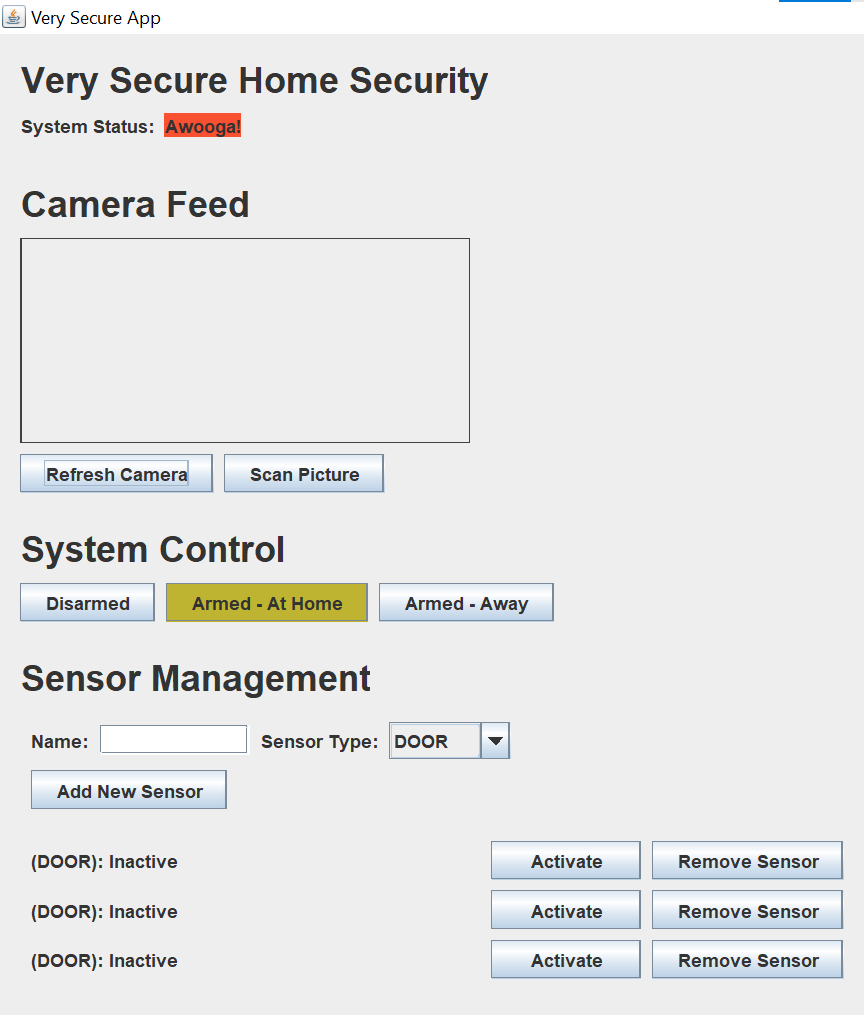 Very Secure App
Very Secure Home Security
System Status: Awooga!
Camera Feed
Refresh Camera Scan Picture
System Control
Disarmed Armed - At Home Armed - Away
Sensor Management
Name: Sensor Type: DOOR
Add New Sensor
(DOOR): Inactive Activate Remove Sensor
(DOOR): Inactive Activate Remove Sensor
(DOOR): Inactive Activate Remove Sensor